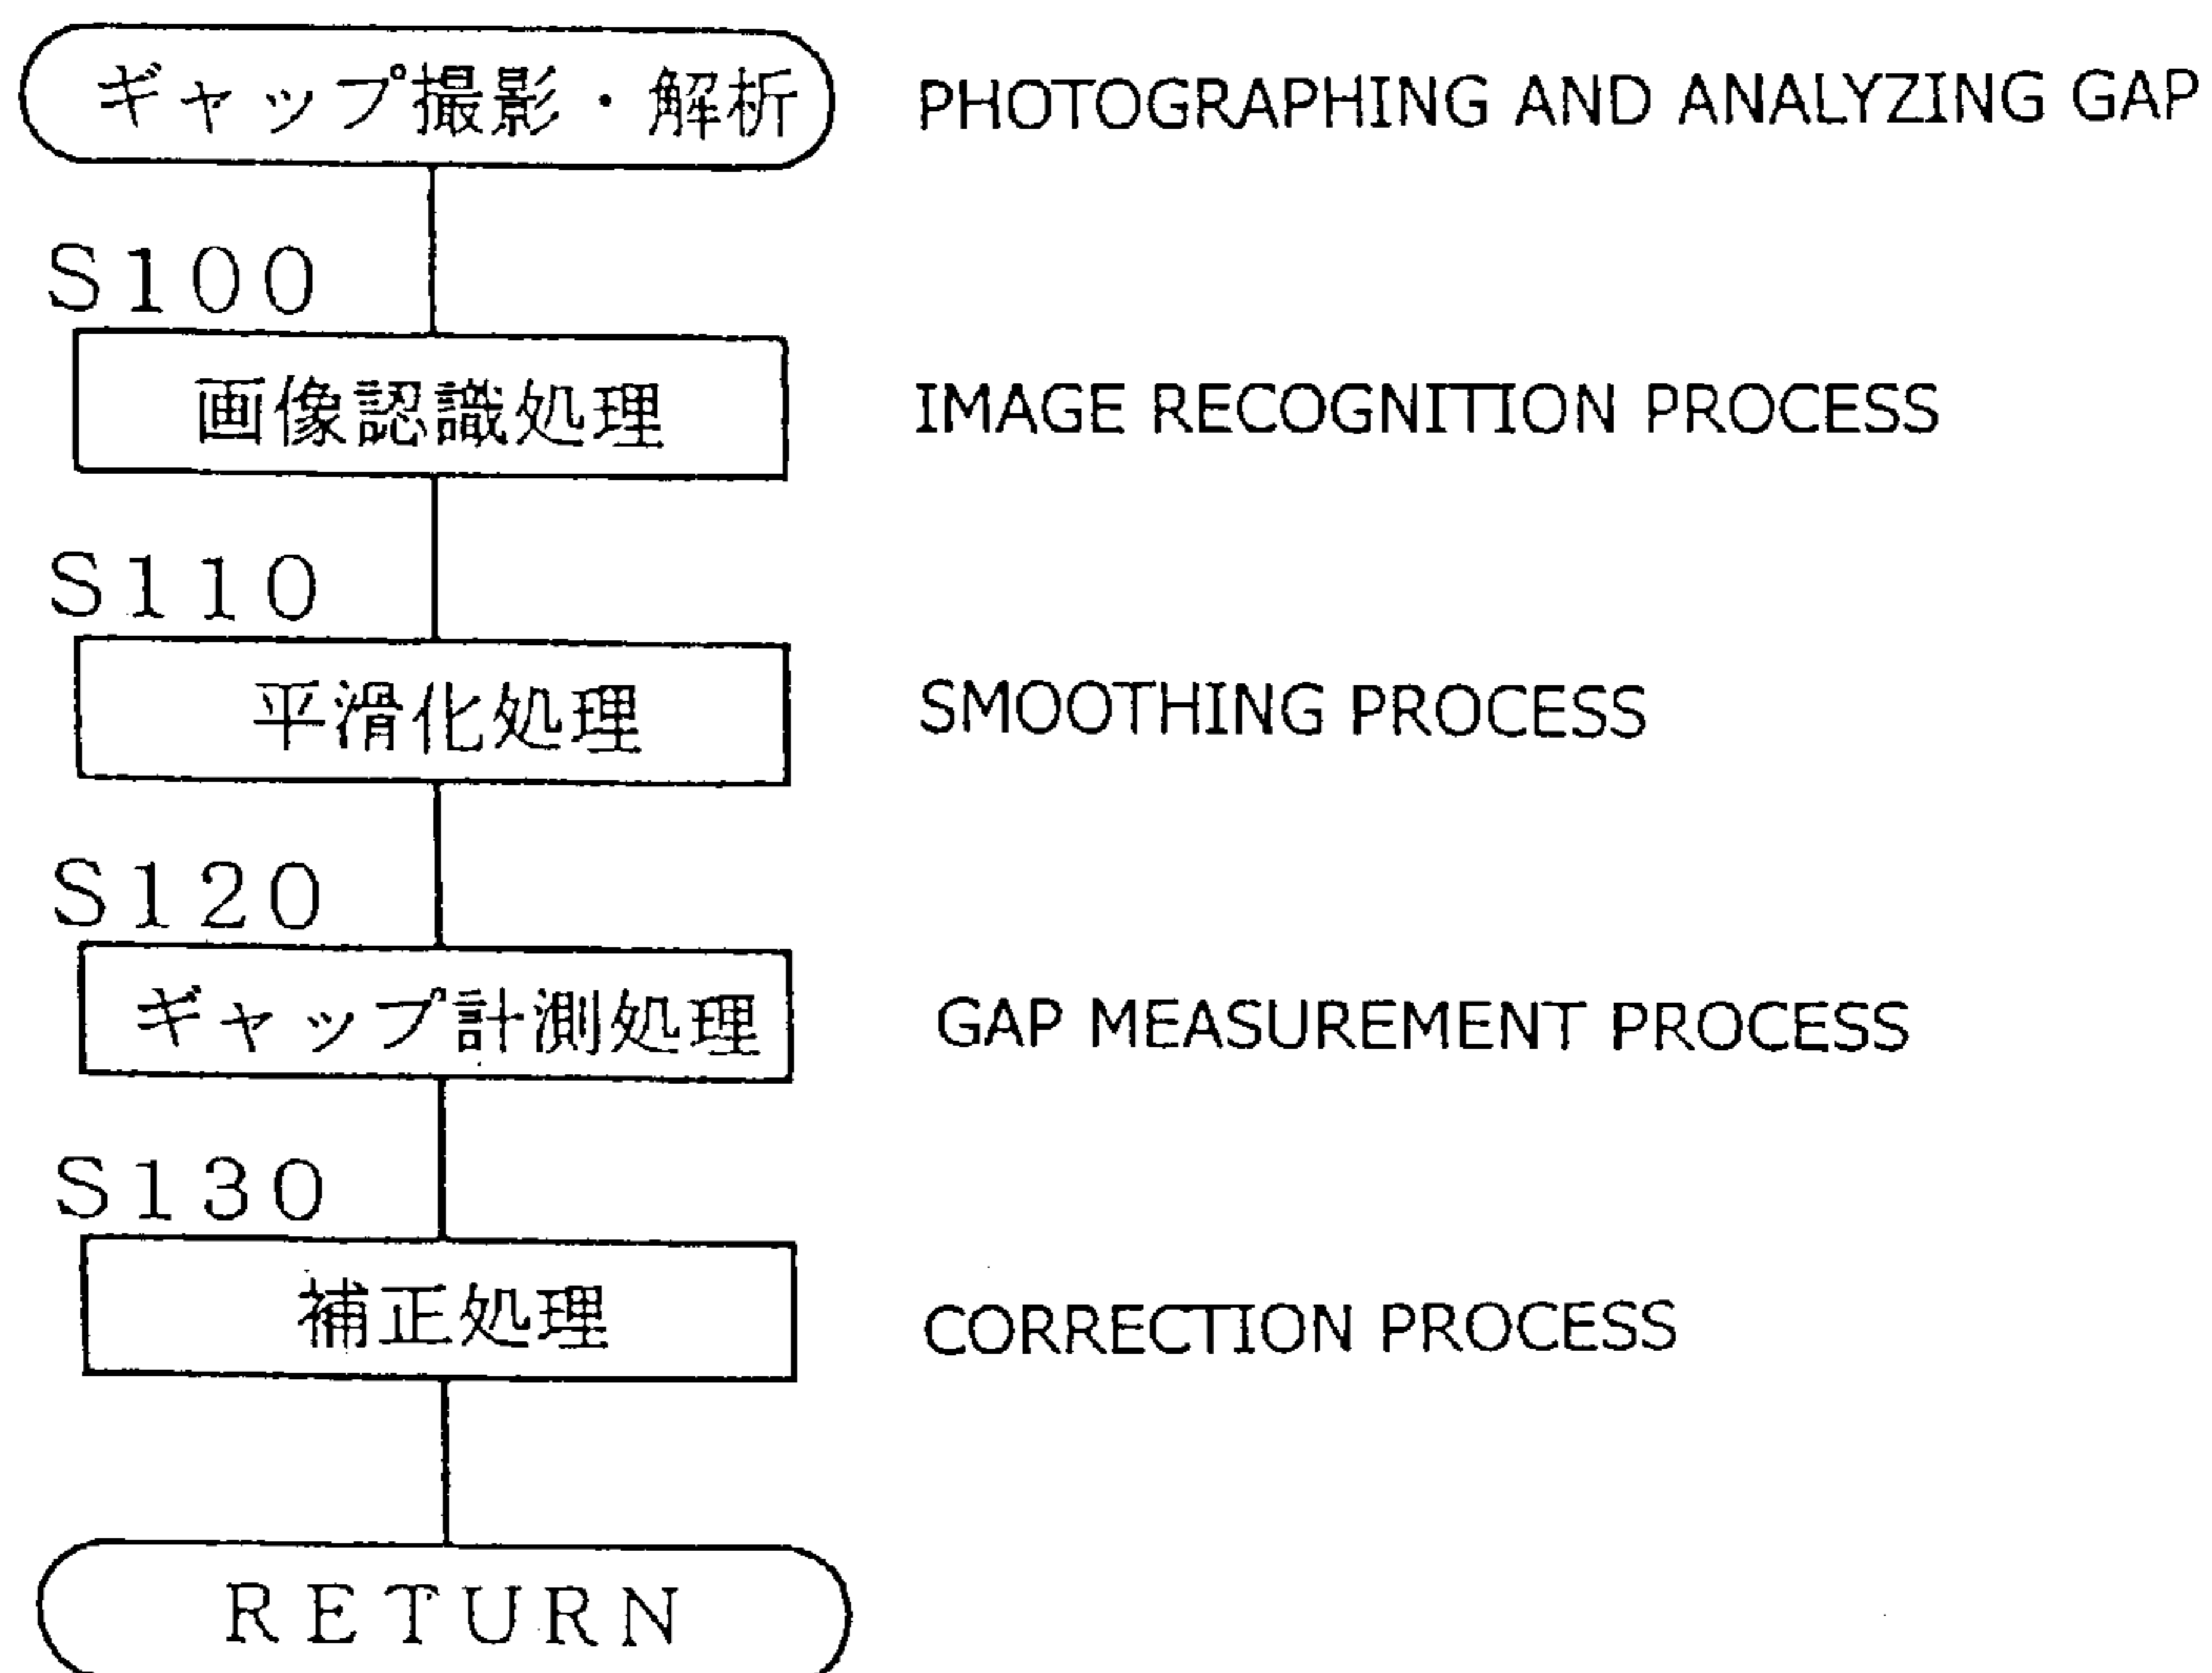 ギャップ撮影・解析 PHOTOGRAPHING AND ANALYZING GAP
S100
画像認識処理 IMAGE RECOGNITION PROCESS
S110
平滑化処理 SMOOTHING PROCESS
S120
ギャップ計測処理 GAP MEASUREMENT PROCESS
S130
補正処理 CORRECTION PROCESS
RETURN